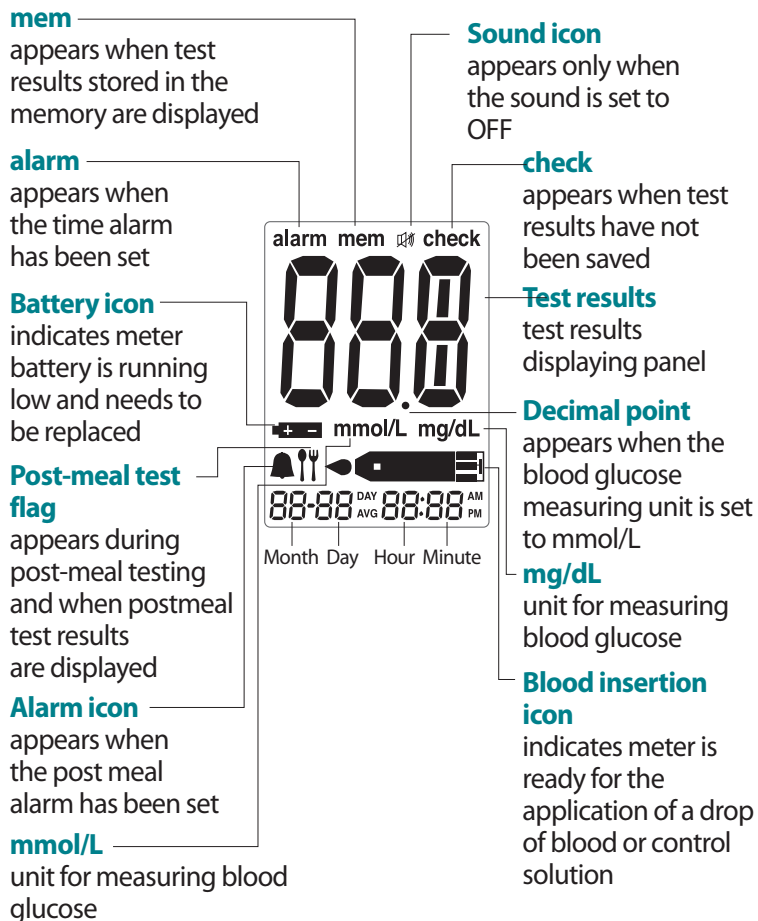 mem
appears when test
results stored in the
memory are displayed
alarm
appears when
the time alarm
has been set
Battery icon
indicates meter
battery is running
low and needs to
be replaced
Post-meal test
flag
appears during
post-meal testing
and when postmeal
test results
are displayed
Alarm icon
appears when
the post meal
alarm has been set
mmol/L
unit for measuring blood
glucose
alarm mem check
888.
+ - mmol/L mg/dL
88-88 DAY AVG 88:88 AM PM
Month Day Hour Minute
Sound icon
appears only when
the sound is set to
OFF
check
appears when test
results have not
been saved
Test results
test results
displaying panel
Decimal point
appears when the
blood glucose
measuring unit is set
to mmol/L
mg/dL
unit for measuring
blood glucose
Blood insertion
icon
indicates meter is
ready for the
application of a drop
of blood or control
solution